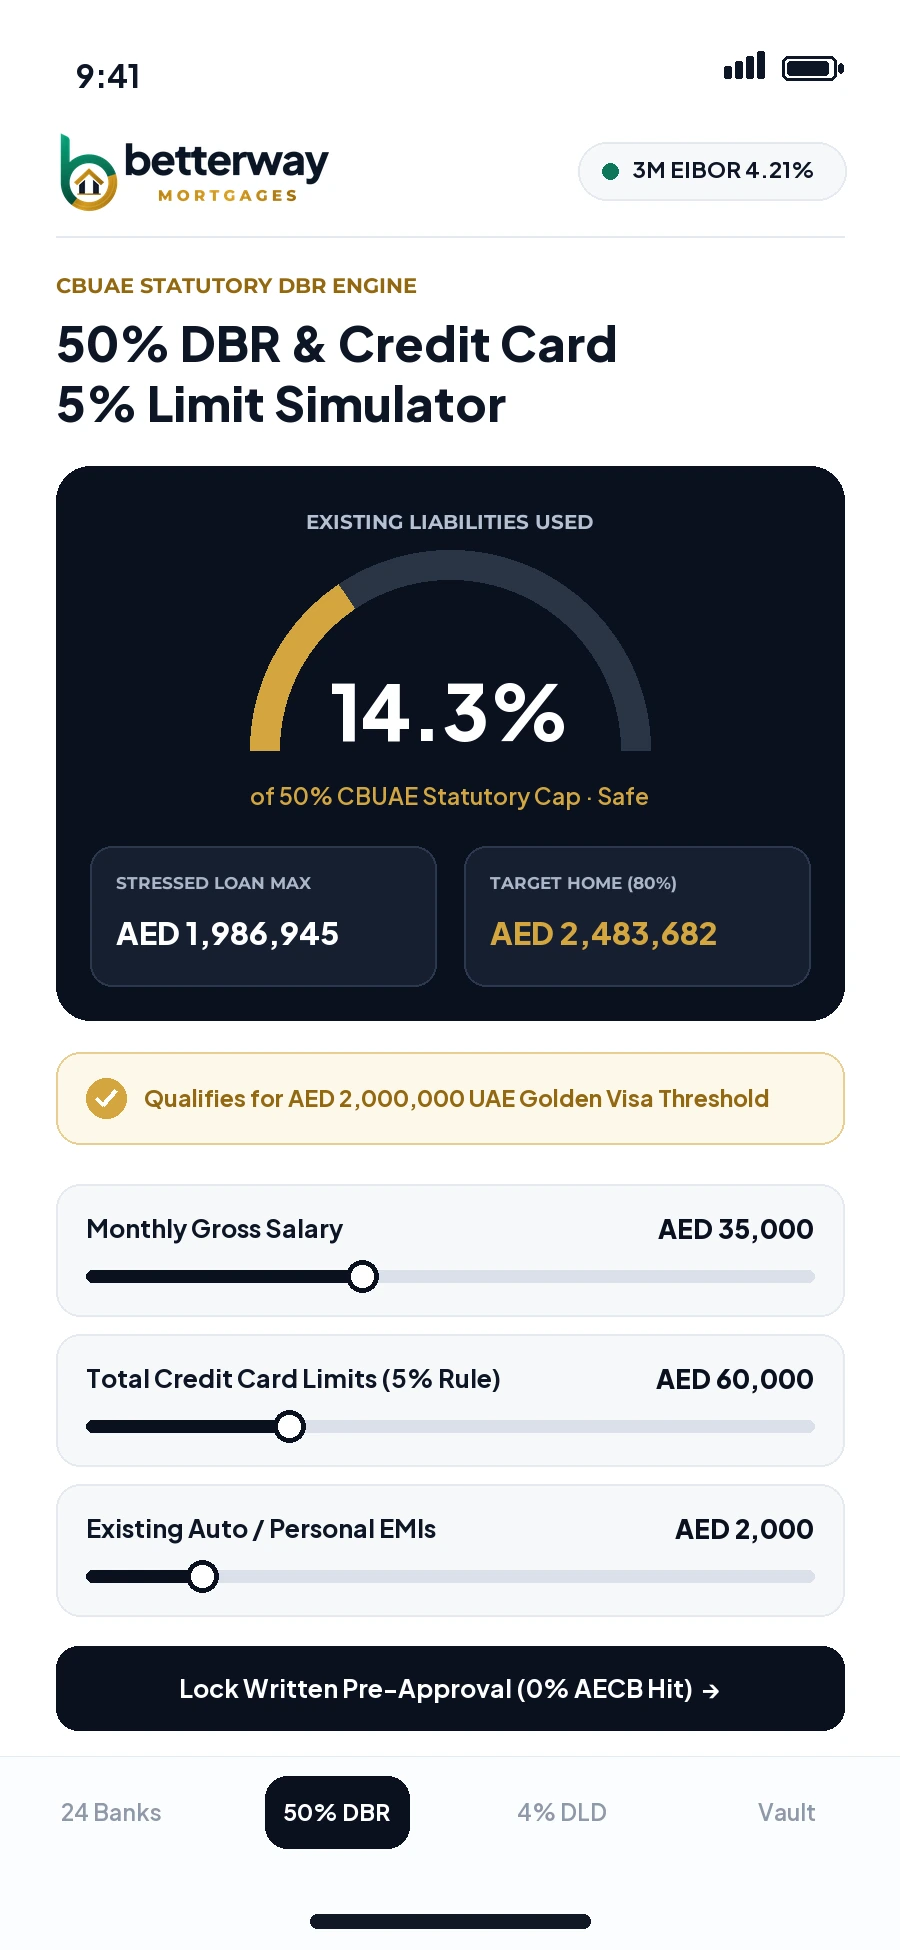 9:41
betterway
MORTGAGES
3M EIBOR 4.21%
CBUAE STATUTORY DBR ENGINE
50% DBR & Credit Card
5% Limit Simulator
EXISTING LIABILITIES USED
14.3%
of 50% CBUAE Statutory Cap · Safe
STRESSED LOAN MAX
AED 1,986,945
TARGET HOME (80%)
AED 2,483,682
Qualifies for AED 2,000,000 UAE Golden Visa Threshold
Monthly Gross Salary
AED 35,000
Total Credit Card Limits (5% Rule)
AED 60,000
Existing Auto / Personal EMIs
AED 2,000
Lock Written Pre-Approval (0% AECB Hit) →
24 Banks
50% DBR
4% DLD
Vault